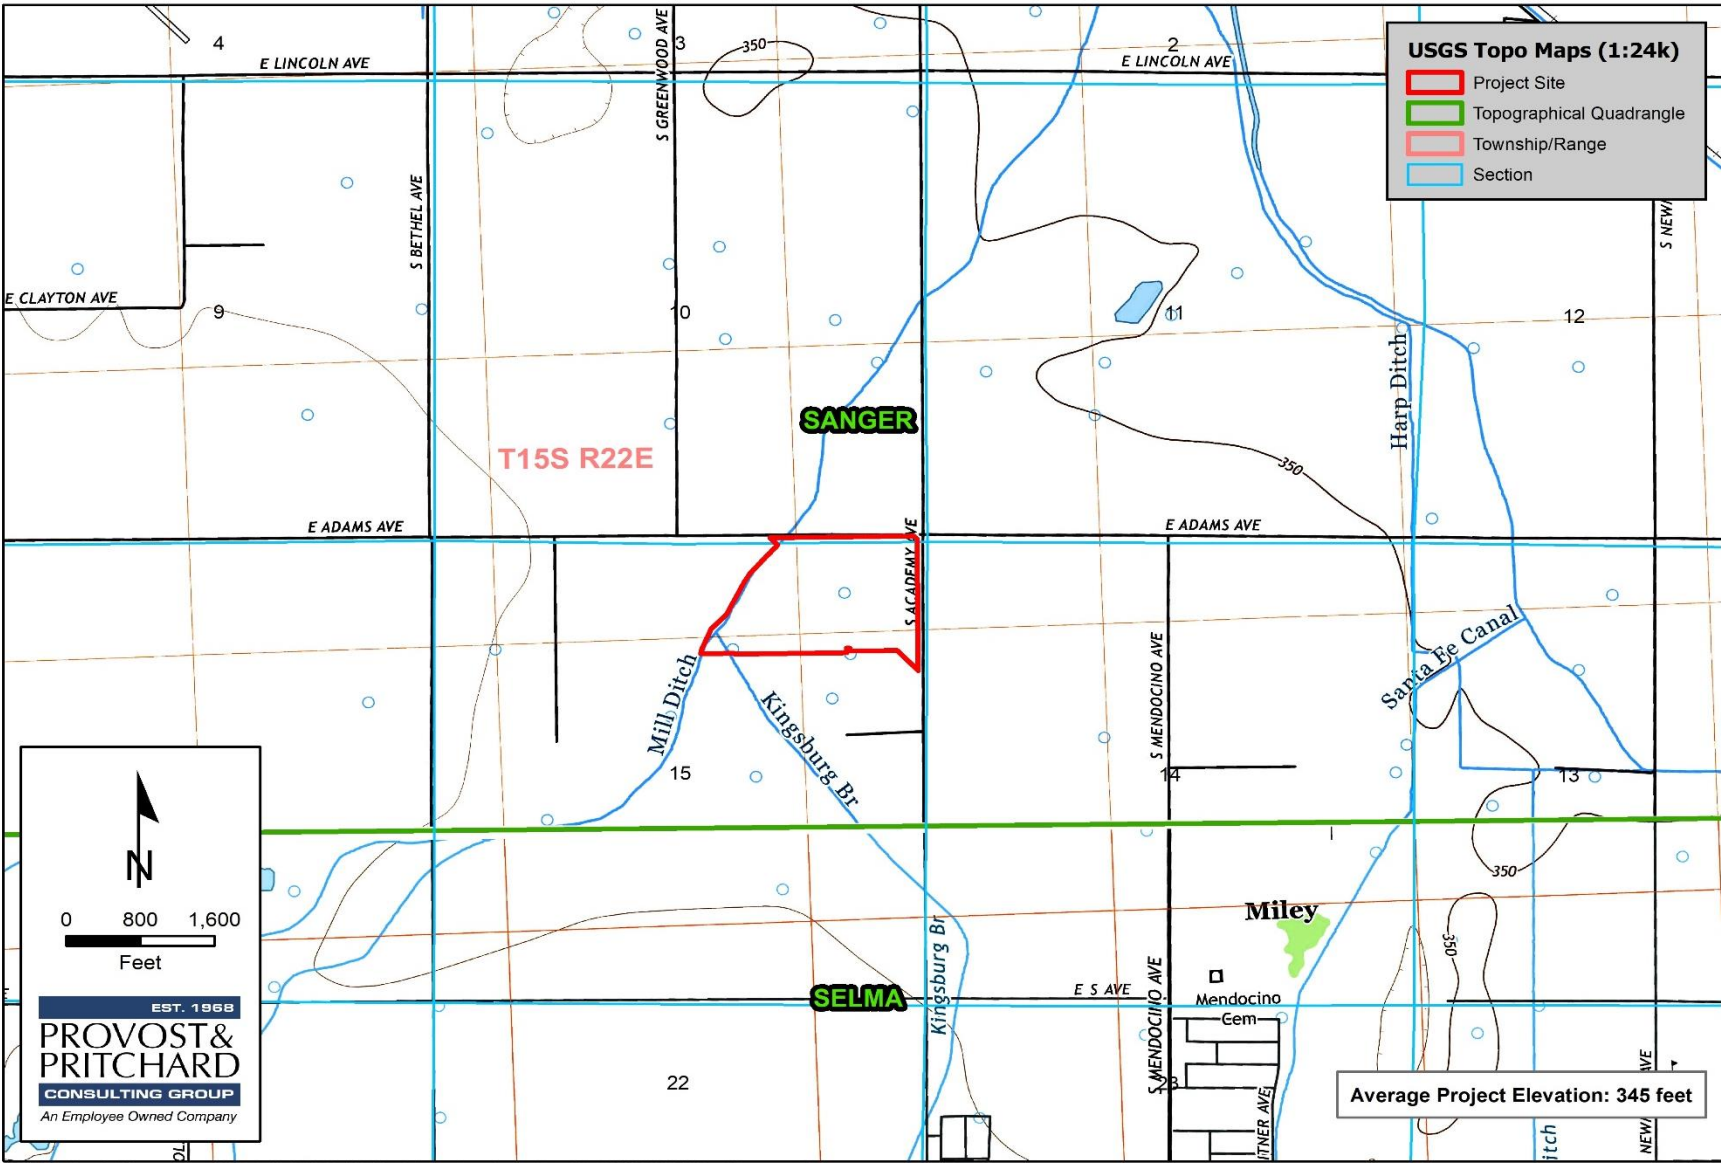 4
3
2
E LINCOLN AVE
350
E LINCOLN AVE
S GREENWOOD AVE
USGS Topo Maps (1:24k)
Project Site
Topographical Quadrangle
Township/Range
Section
S BETHEL AVE
E CLAYTON AVE
9
10
11
12
Harp Ditch
SANGER
T15S R22E
350
E ADAMS AVE
E ADAMS AVE
S ACADEMY AVE
S MENDOCINO AVE
Santa Fe Canal
Mill Ditch
Kingsburg Br
15
14
13
N
0 800 1,600
Feet
350
Miley
350
Kingsburg Br
SELMA
E S AVE
S MENDOCINO AVE
Mendocino
Cem
EST. 1968
PROVOST&
PRITCHARD
CONSULTING GROUP
An Employee Owned Company
22
23
Average Project Elevation: 345 feet